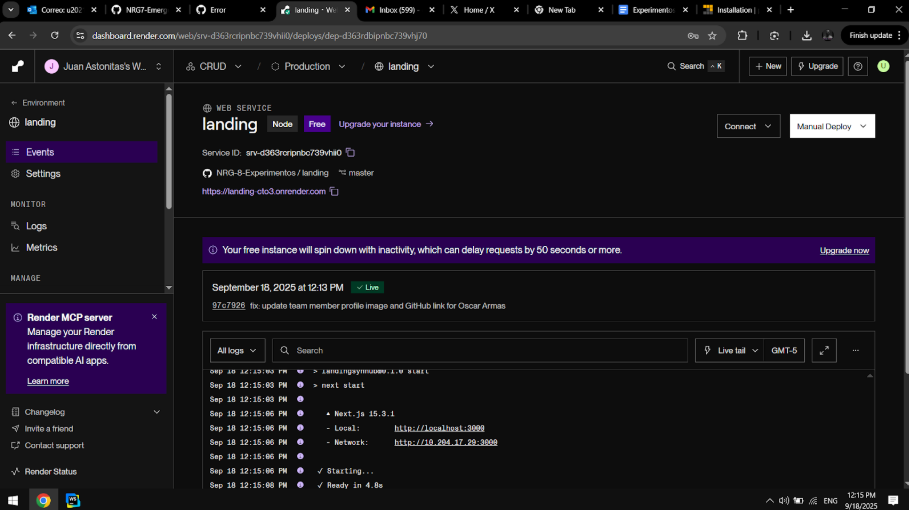 Correo: u202
NRG7-Emerg
Error
landing · W
Inbox (599) -
Home / X
New Tab
Experimento
Installation |
dashboard.render.com/web/srv-d363rcripnbc739vhii0/deploys/dep-d363rdbipnbc739vhj70
Finish update
J Juan Astonitas's W...
CRUD / Production / landing
Search K
+ New
Upgrade
U
← Environment
landing
Events
Settings
MONITOR
Logs
Metrics
MANAGE
Render MCP server
Manage your Render
infrastructure directly from
compatible AI apps.
Learn more
Changelog
Invite a friend
Contact support
Render Status
WEB SERVICE
landing Node Free Upgrade your instance →
Connect
Manual Deploy
Service ID: srv-d363rcripnbc739vhii0
NRG-8-Experimentos / landing master
https://landing-cto3.onrender.com
Your free instance will spin down with inactivity, which can delay requests by 50 seconds or more. Upgrade now
September 18, 2025 at 12:13 PM ✓ Live
97c7926 fix: update team member profile image and GitHub link for Oscar Armas
All logs Search Live tail GMT-5 ...
Sep 18 12:15:03 PM > landingsynhub@0.1.0 start
Sep 18 12:15:03 PM > next start
Sep 18 12:15:03 PM
Sep 18 12:15:06 PM ▲ Next.js 15.3.1
Sep 18 12:15:06 PM - Local: http://localhost:3000
Sep 18 12:15:06 PM - Network: http://10.204.17.29:3000
Sep 18 12:15:06 PM
Sep 18 12:15:06 PM ✓ Starting...
Sep 18 12:15:08 PM ✓ Ready in 4.8s
WS
ENG
12:15 PM
9/18/2025